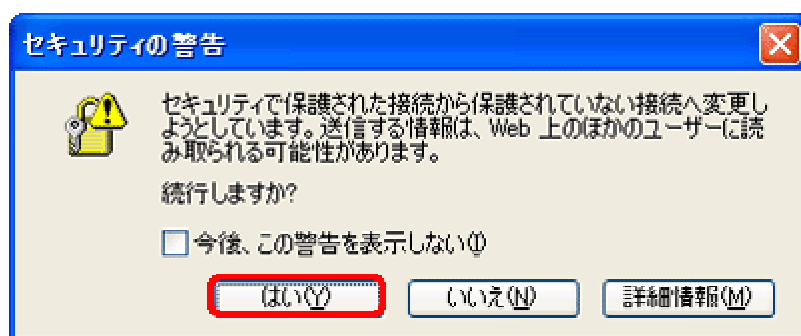 セキュリティの警告
セキュリティで保護された接続から保護されていない接続へ変更し
ようとしています。送信する情報は、Web 上のほかのユーザーに読
み取られる可能性があります。
続行しますか?
今後、この警告を表示しない(I)
はい(Y) いいえ(N) 詳細情報(M)